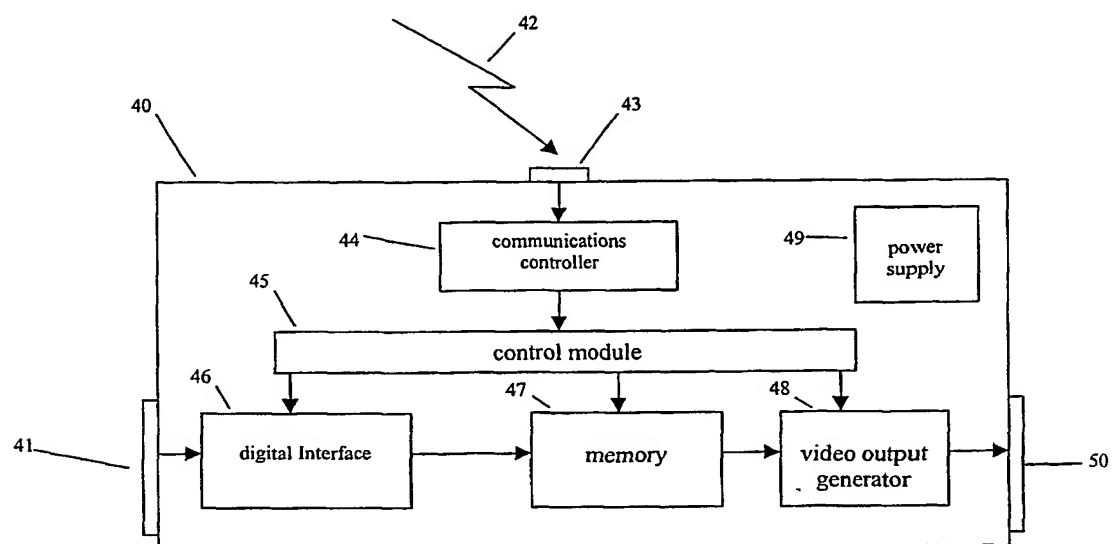 42
40
43
44
communications
controller
49
power
supply
45
control module
46
47
48
41
digital Interface
memory
video output
generator
50